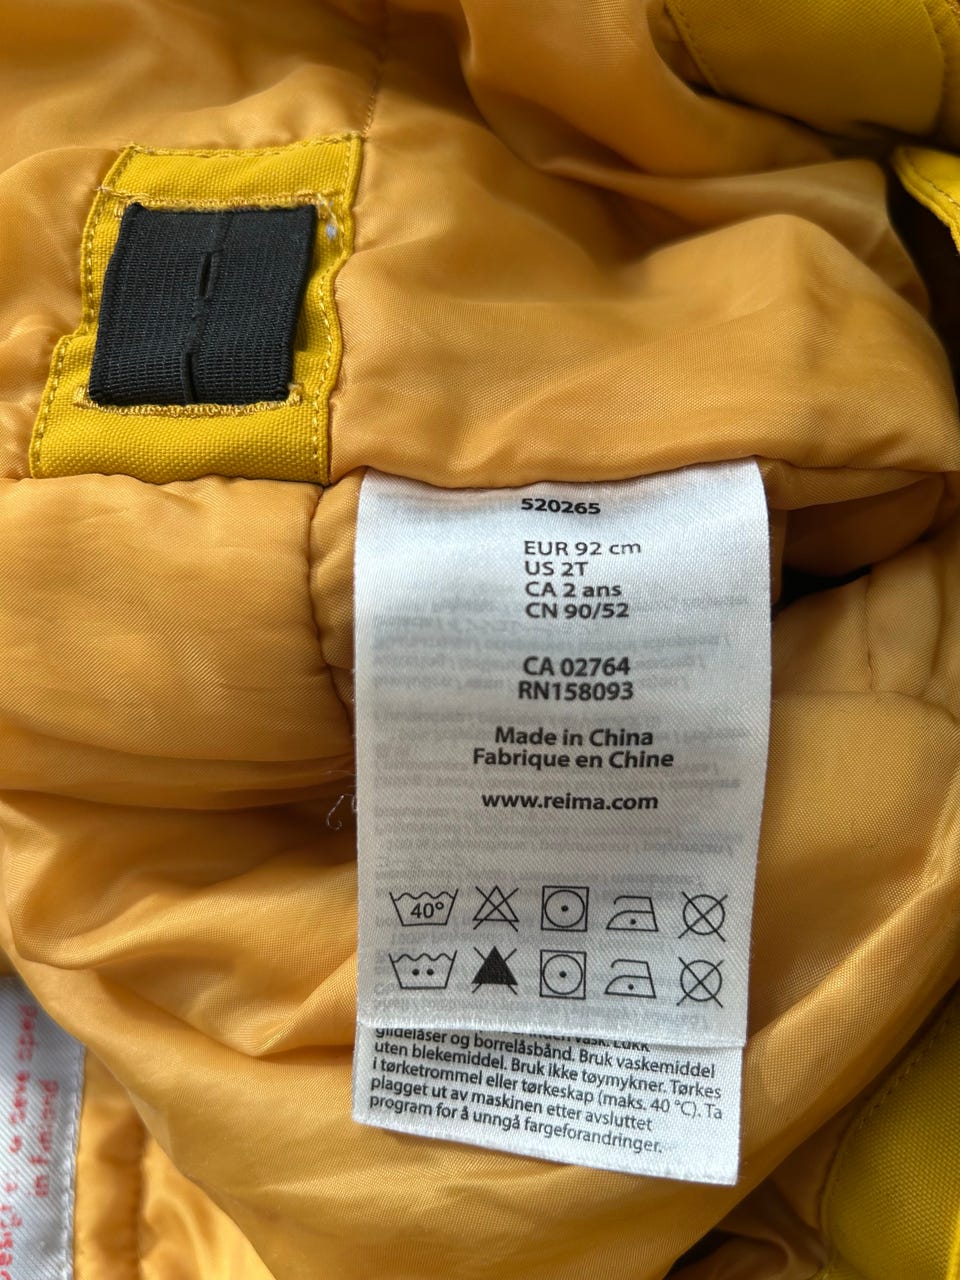 520265
EUR 92 cm
US 2T
CA 2 ans
CN 90/52
CA 02764
RN158093
Made in China
Fabrique en Chine
www.reima.com
40°
glidelåser og borrelåsbånd. Bruk vaskemiddel
uten blekemiddel. Bruk ikke tøymykner. Tørkes
i tørketrommel eller tørkeskap (maks. 40 °C). Ta
plagget ut av maskinen etter avsluttet
program for å unngå fargeforandringer.